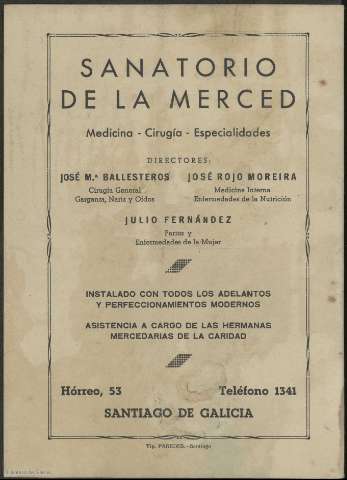 SANATORIO
DE LA MERCED
Medicina - Cirugía - Especialidades
DIRECTORES:
JOSÉ M.ª BALLESTEROS JOSÉ ROJO MOREIRA
Cirugía General Medicina Interna
Garganta, Nariz y Oídos Enfermedades de la Nutrición
JULIO FERNÁNDEZ
Partos y
Enfermedades de la Mujer
INSTALADO CON TODOS LOS ADELANTOS
Y PERFECCIONAMIENTOS MODERNOS
ASISTENCIA A CARGO DE LAS HERMANAS
MERCEDARIAS DE LA CARIDAD
Hórreo, 53 Teléfono 1341
SANTIAGO DE GALICIA
Tip. PAREDES.-Santiago